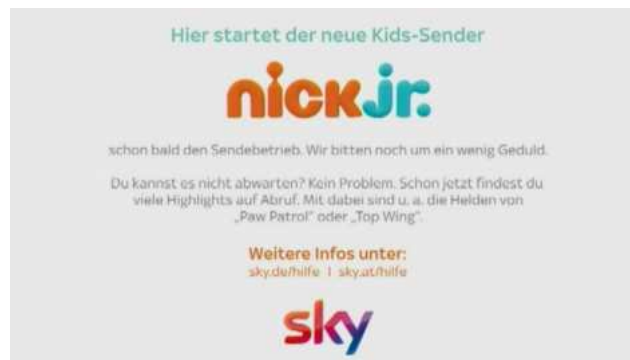 Hier startet der neue Kids-Sender
nick jr.
schon bald den Sendebetrieb. Wir bitten noch um ein wenig Geduld.
Du kannst es nicht abwarten? Kein Problem. Schon jetzt findest du
viele Highlights auf Abruf. Mit dabei sind u. a. die Helden von
„Paw Patrol“ oder „Top Wing“.
Weitere Infos unter:
sky.de/hilfe | sky.at/hilfe
sky